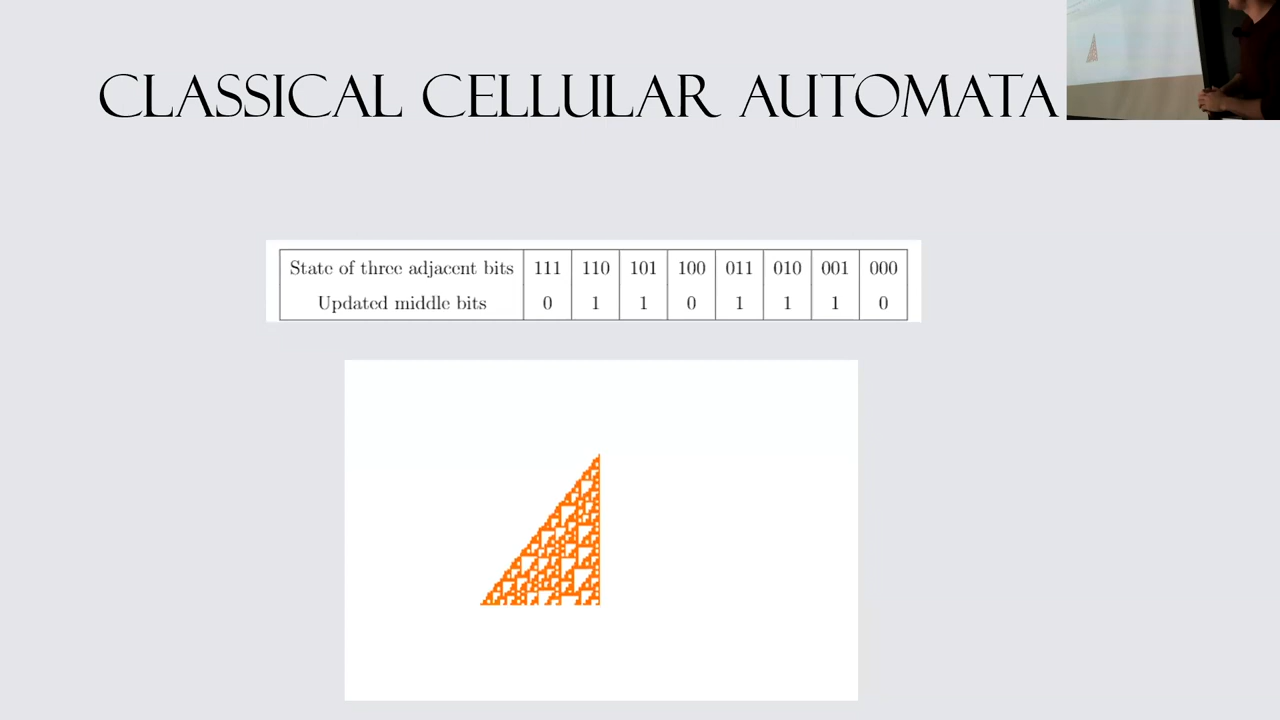 CLASSICAL CELLULAR AUTOMATA
State of three adjacent bits 111 110 101 100 011 010 001 000
Updated middle bits 0 1 1 0 1 1 1 0